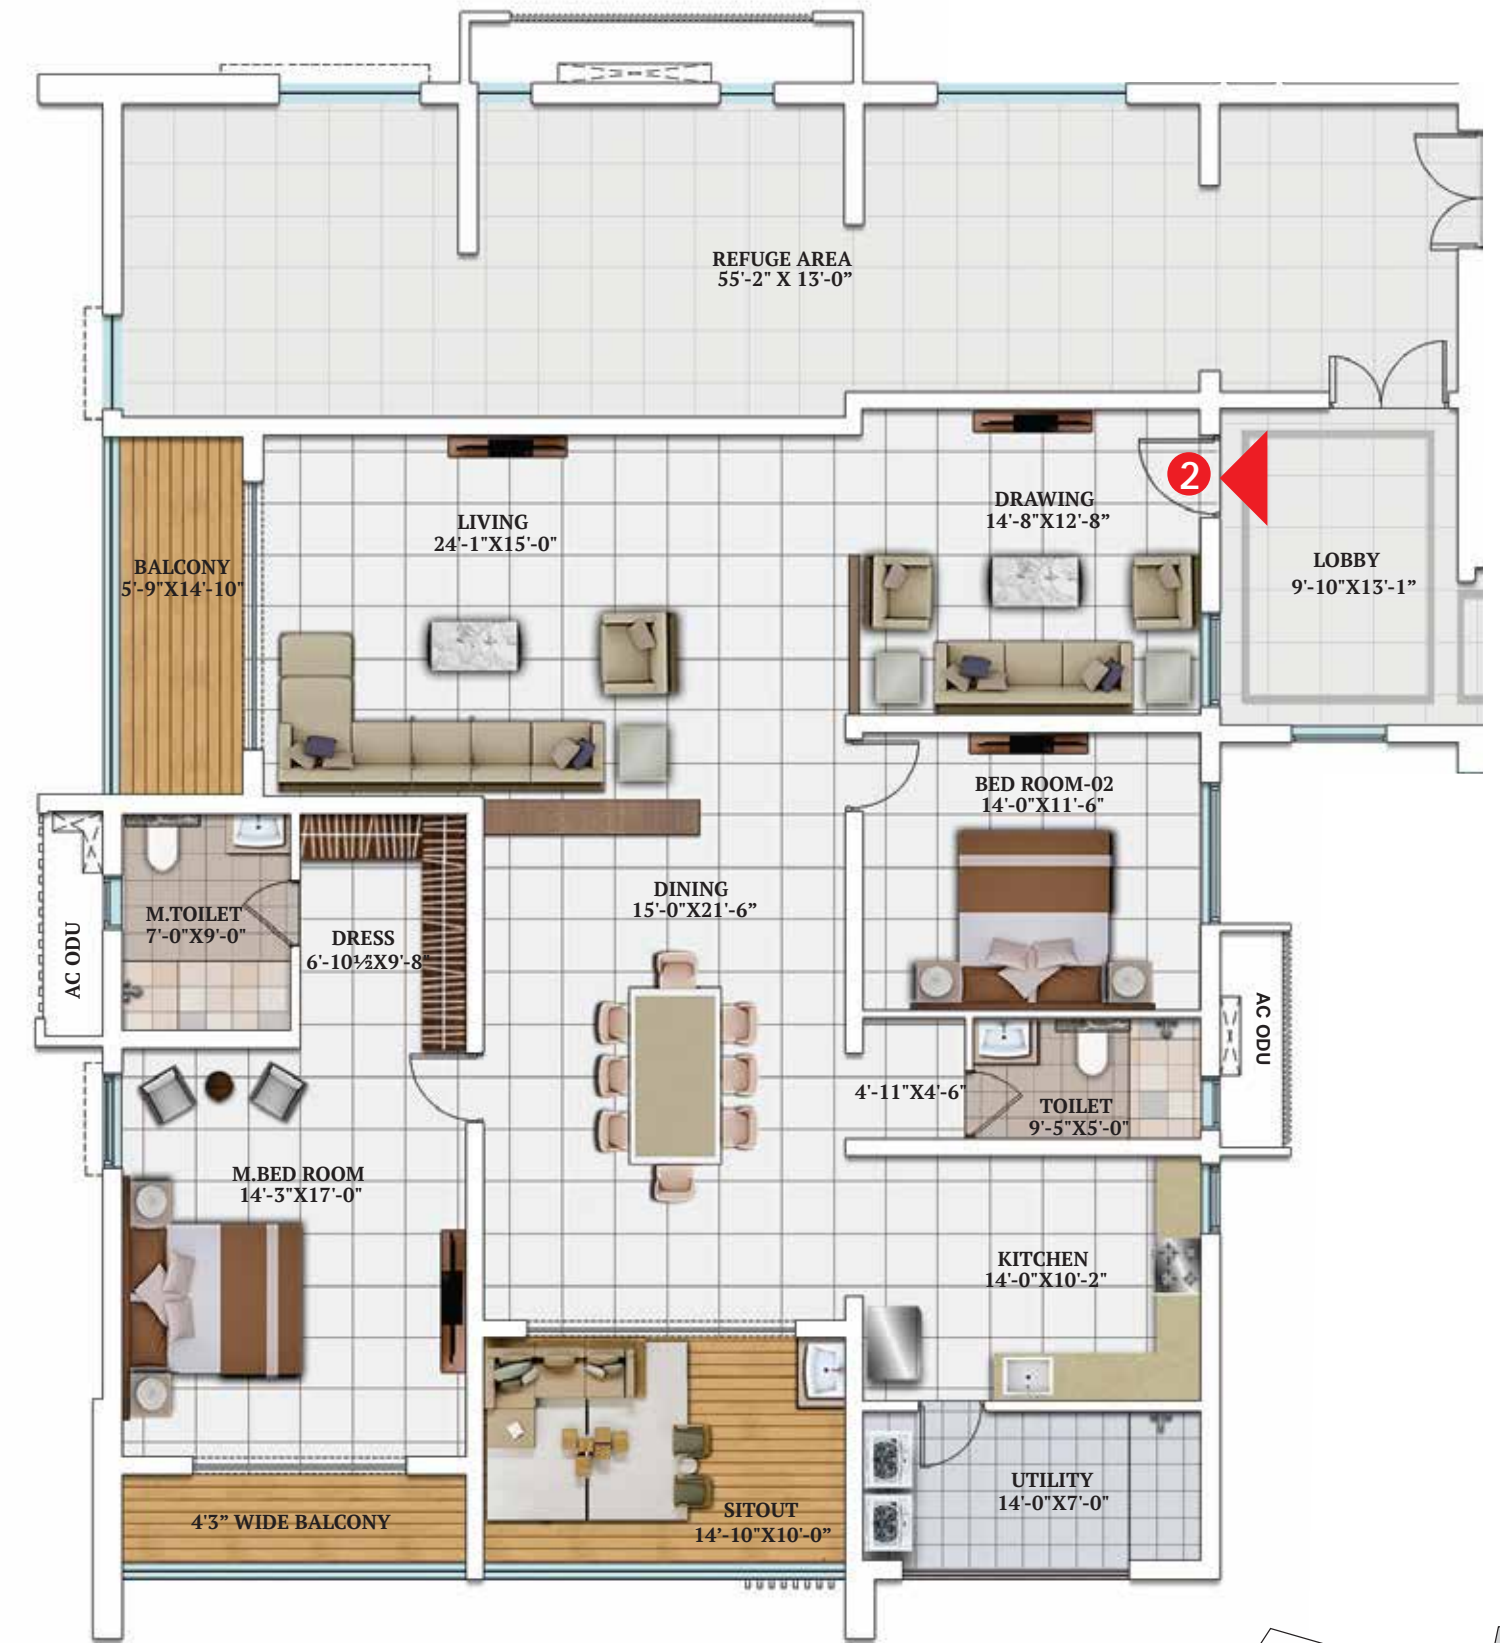 REFUGE AREA
55'-2" X 13'-0”
LIVING
24'-1"X15'-0"
DRAWING
14'-8"X12'-8”
2
LOBBY
9'-10"X13'-1”
BALCONY
5'-9"X14'-10"
BED ROOM-02
14'-0"X11'-6"
DINING
15'-0"X21'-6”
M.TOILET
7'-0"X9'-0"
DRESS
6'-10½X9'-8"
AC ODU
AC ODU
4'-11"X4'-6"
TOILET
9'-5"X5'-0"
M.BED ROOM
14'-3"X17'-0"
KITCHEN
14'-0"X10'-2"
UTILITY
14'-0"X7'-0"
SITOUT
14’-10"X10'-0”
4'3” WIDE BALCONY